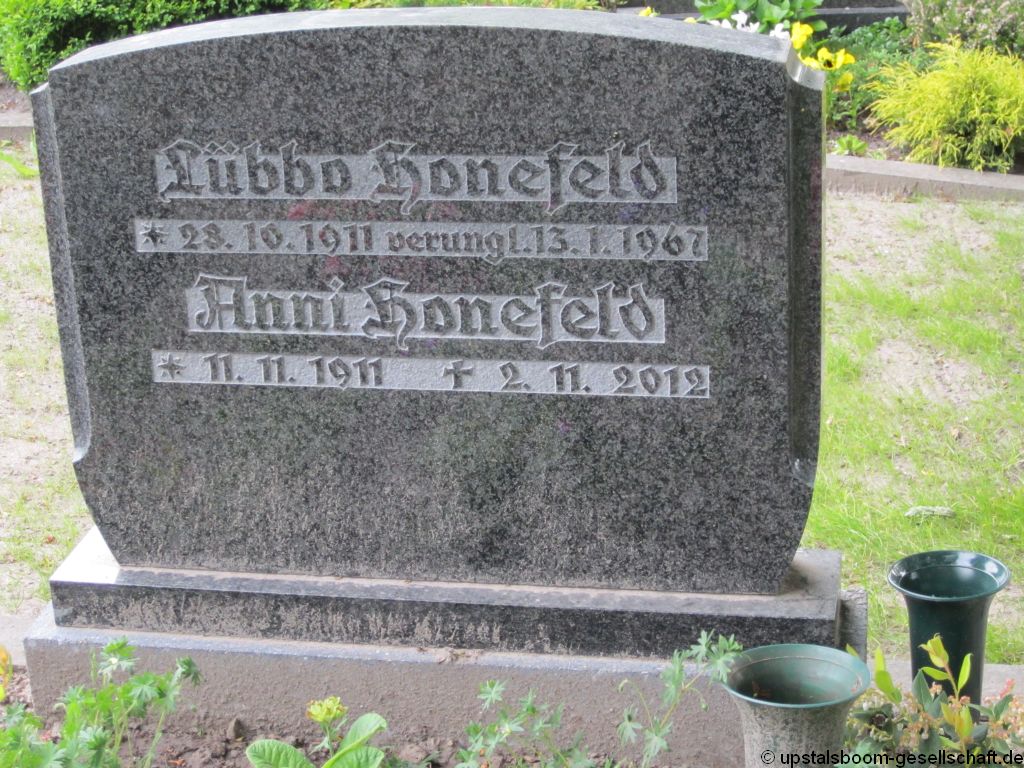 Lübbo Honefeld
* 28. 10. 1911 verungl. 13. 1. 1967
Anni Honefeld
* 11. 11. 1911 ✝ 2. 11. 2012
© upstalsboom-gesellschaft.de